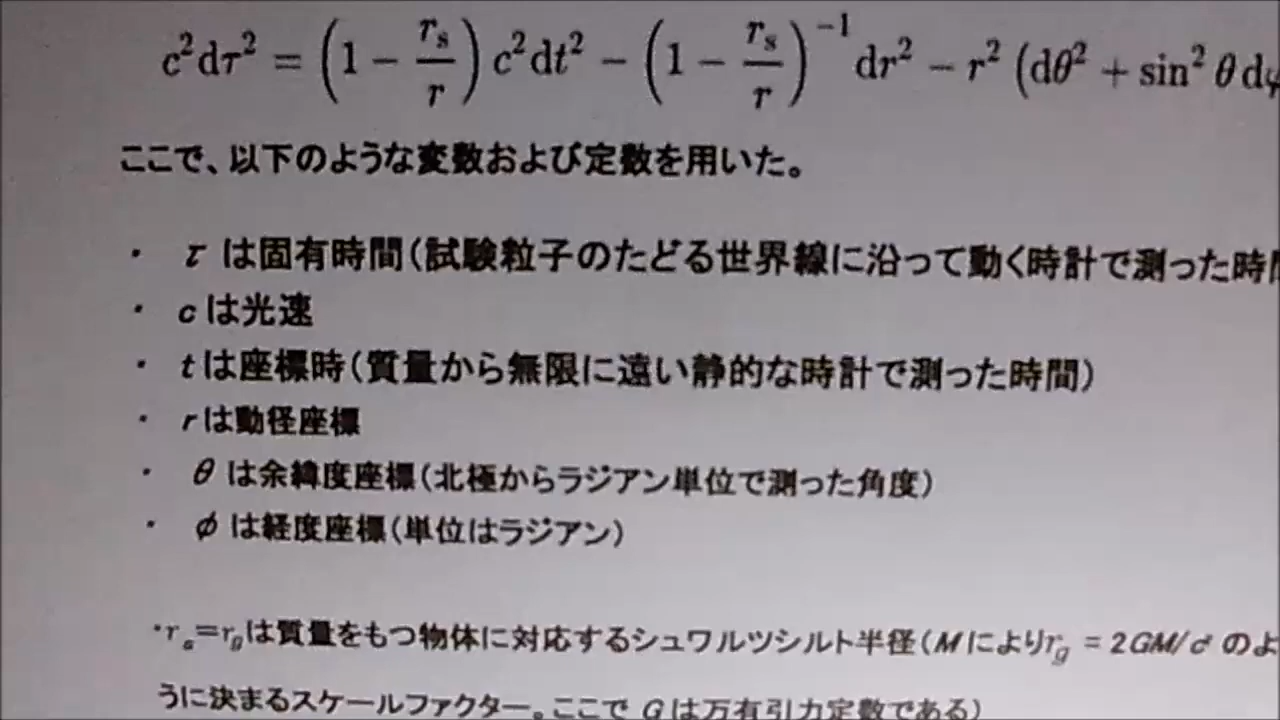 c²dτ² = (1 − rₛ/r) c²dt² − (1 − rₛ/r)⁻¹ dr² − r² (dθ² + sin² θ dφ
ここで、以下のような変数および定数を用いた。
・ τ は固有時間（試験粒子のたどる世界線に沿って動く時計で測った時間
・ c は光速
・ t は座標時（質量から無限に遠い静的な時計で測った時間）
・ r は動径座標
・ θ は余緯度座標（北極からラジアン単位で測った角度）
・ φ は経度座標（単位はラジアン）
・rₛ=r_gは質量をもつ物体に対応するシュワルツシルト半径（M によりr_g = 2GM/c² のよ
うに決まるスケールファクター。ここで G は万有引力定数である）